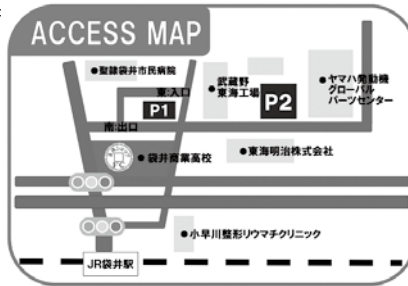 ACCESS MAP
●聖隷袋井市民病院
東:入口
P1
南:出口
●袋井商業高校
●武蔵野
東海工場
P2
●ヤマハ発動機
グローバル
パーツセンター
●東海明治株式会社
●小早川整形リウマチクリニック
JR袋井駅